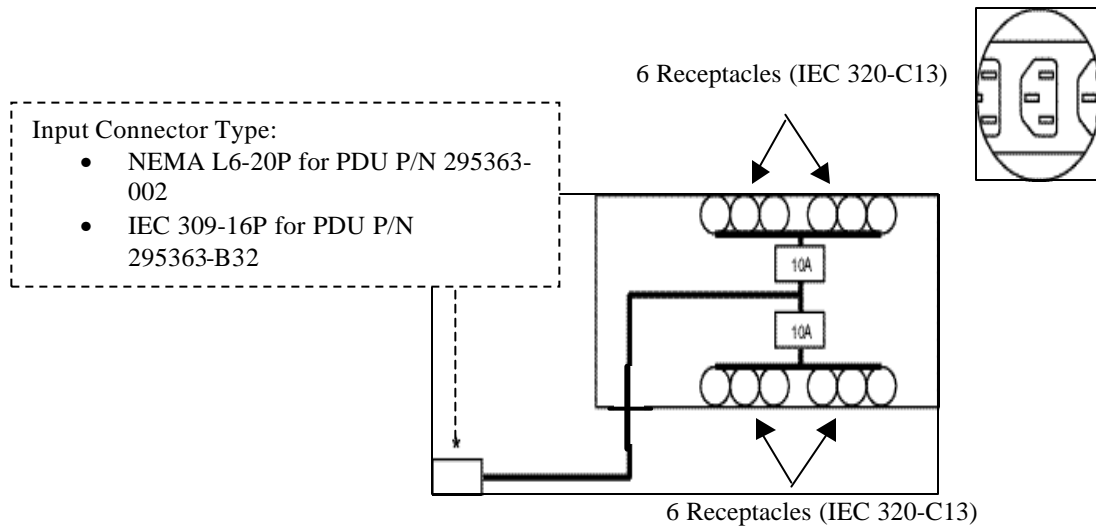 6 Receptacles (IEC 320-C13)
Input Connector Type:
• NEMA L6-20P for PDU P/N 295363-
002
• IEC 309-16P for PDU P/N
295363-B32
10A
10A
6 Receptacles (IEC 320-C13)